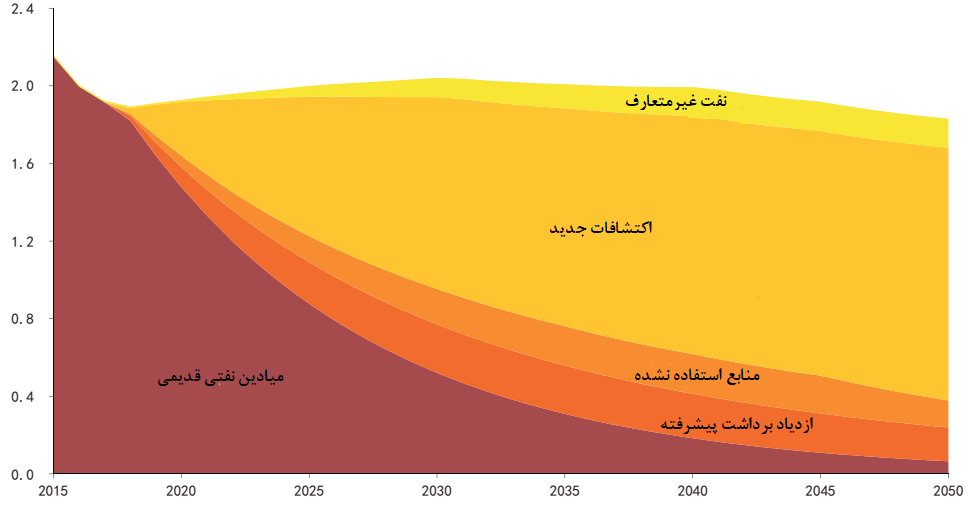 2.4
2.0
1.6
1.2
0.8
0.4
0.0
نفت غیرمتعارف
اکتشافات جدید
منابع استفاده نشده
میادین نفتی قدیمی
ازدیاد برداشت پیشرفته
2015 2020 2025 2030 2035 2040 2045 2050